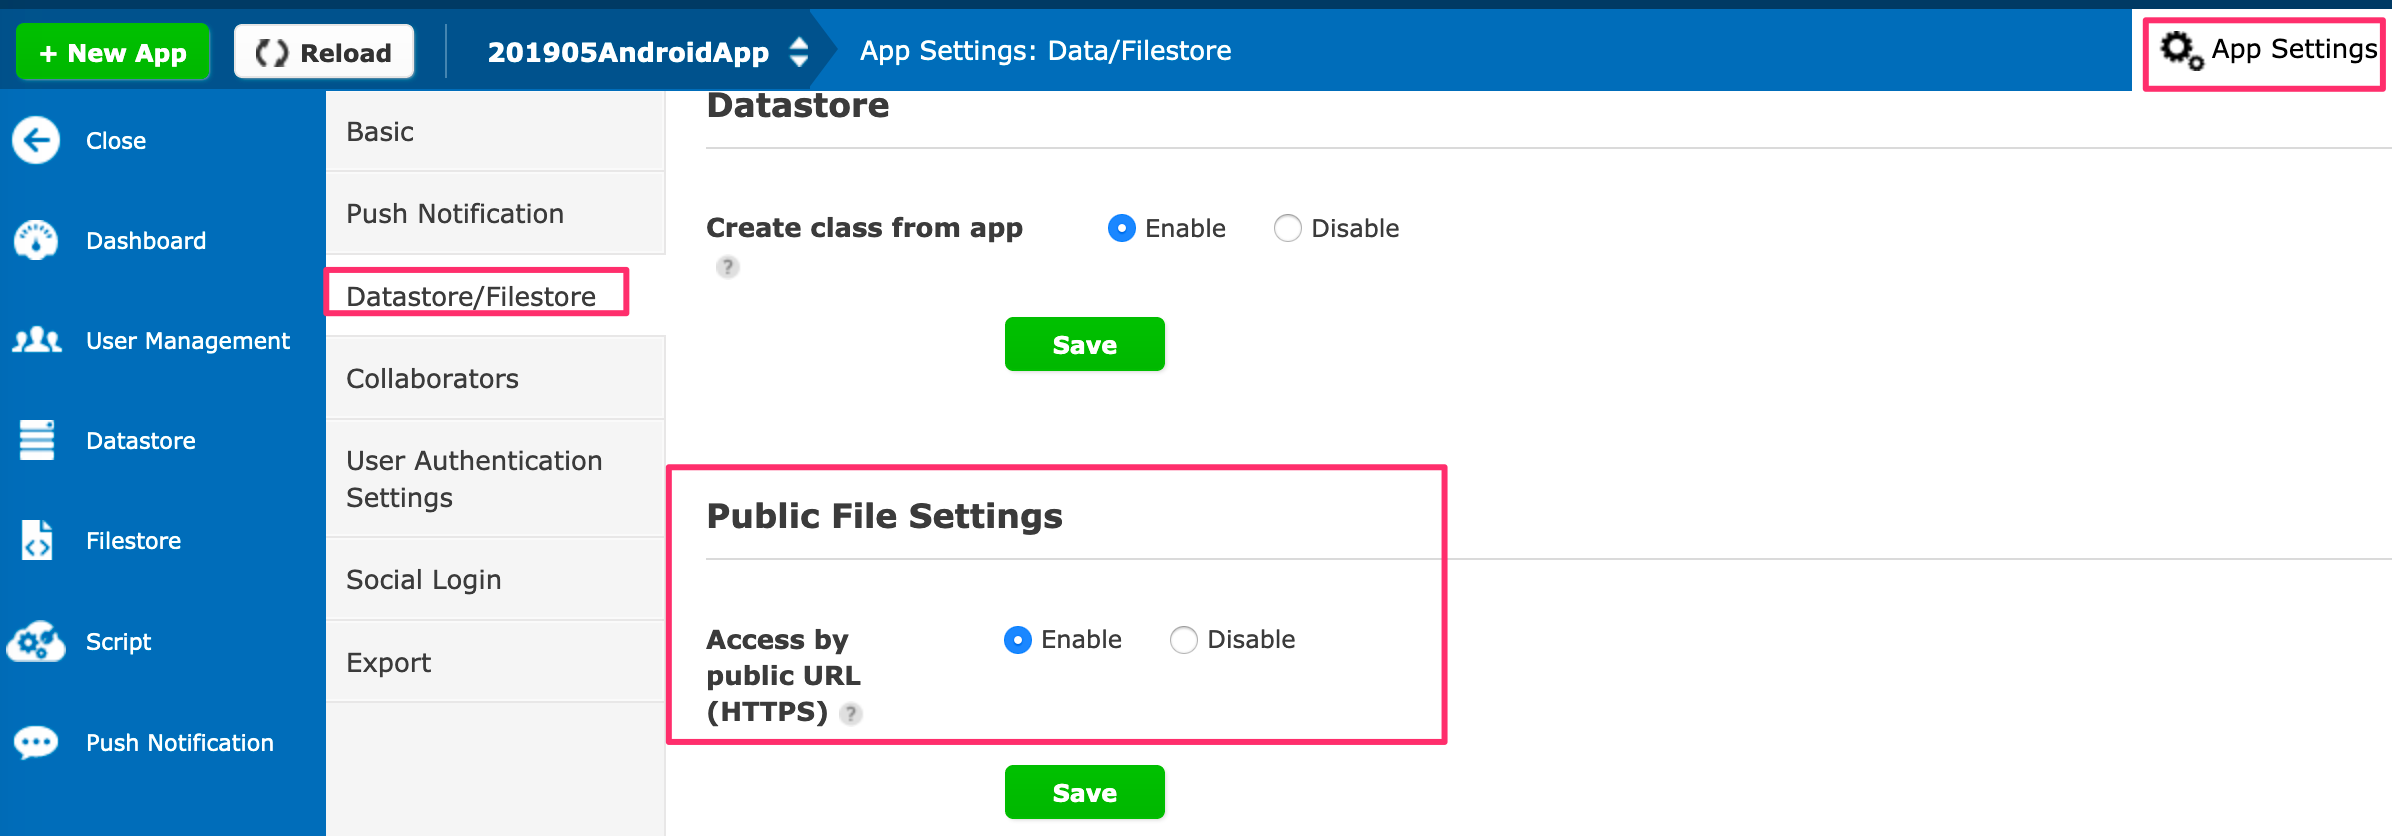 + New App
Reload
201905AndroidApp
App Settings: Data/Filestore
App Settings
Close
Dashboard
User Management
Datastore
Filestore
Script
Push Notification
Basic
Push Notification
Datastore/Filestore
Collaborators
User Authentication
Settings
Social Login
Export
Datastore
Create class from app
?
Enable
Disable
Save
Public File Settings
Access by
public URL
(HTTPS) ?
Enable
Disable
Save